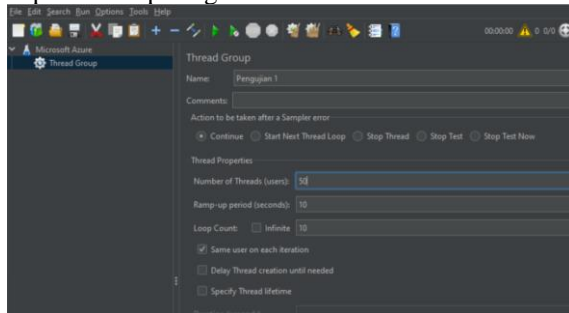 File Edit Search Run Options Tools Help
00:00:00 0 0/0
Microsoft Azure
Thread Group
Thread Group
Name: Pengujian 1
Comments:
Action to be taken after a Sampler error
Continue Start Next Thread Loop Stop Thread Stop Test Stop Test Now
Thread Properties
Number of Threads (users): 50
Ramp-up period (seconds): 10
Loop Count: Infinite 10
Same user on each iteration
Delay Thread creation until needed
Specify Thread lifetime